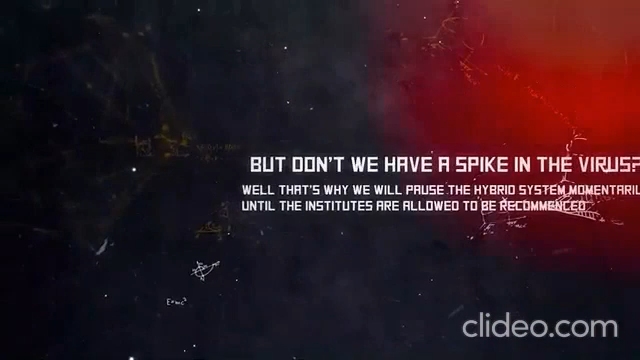 BUT DON'T WE HAVE A SPIKE IN THE VIRUS?
WELL THAT'S WHY WE WILL PAUSE THE HYBRID SYSTEM MOMENTARIL
UNTIL THE INSTITUTES ARE ALLOWED TO BE RECOMMENCED
E=mc²
clideo.com